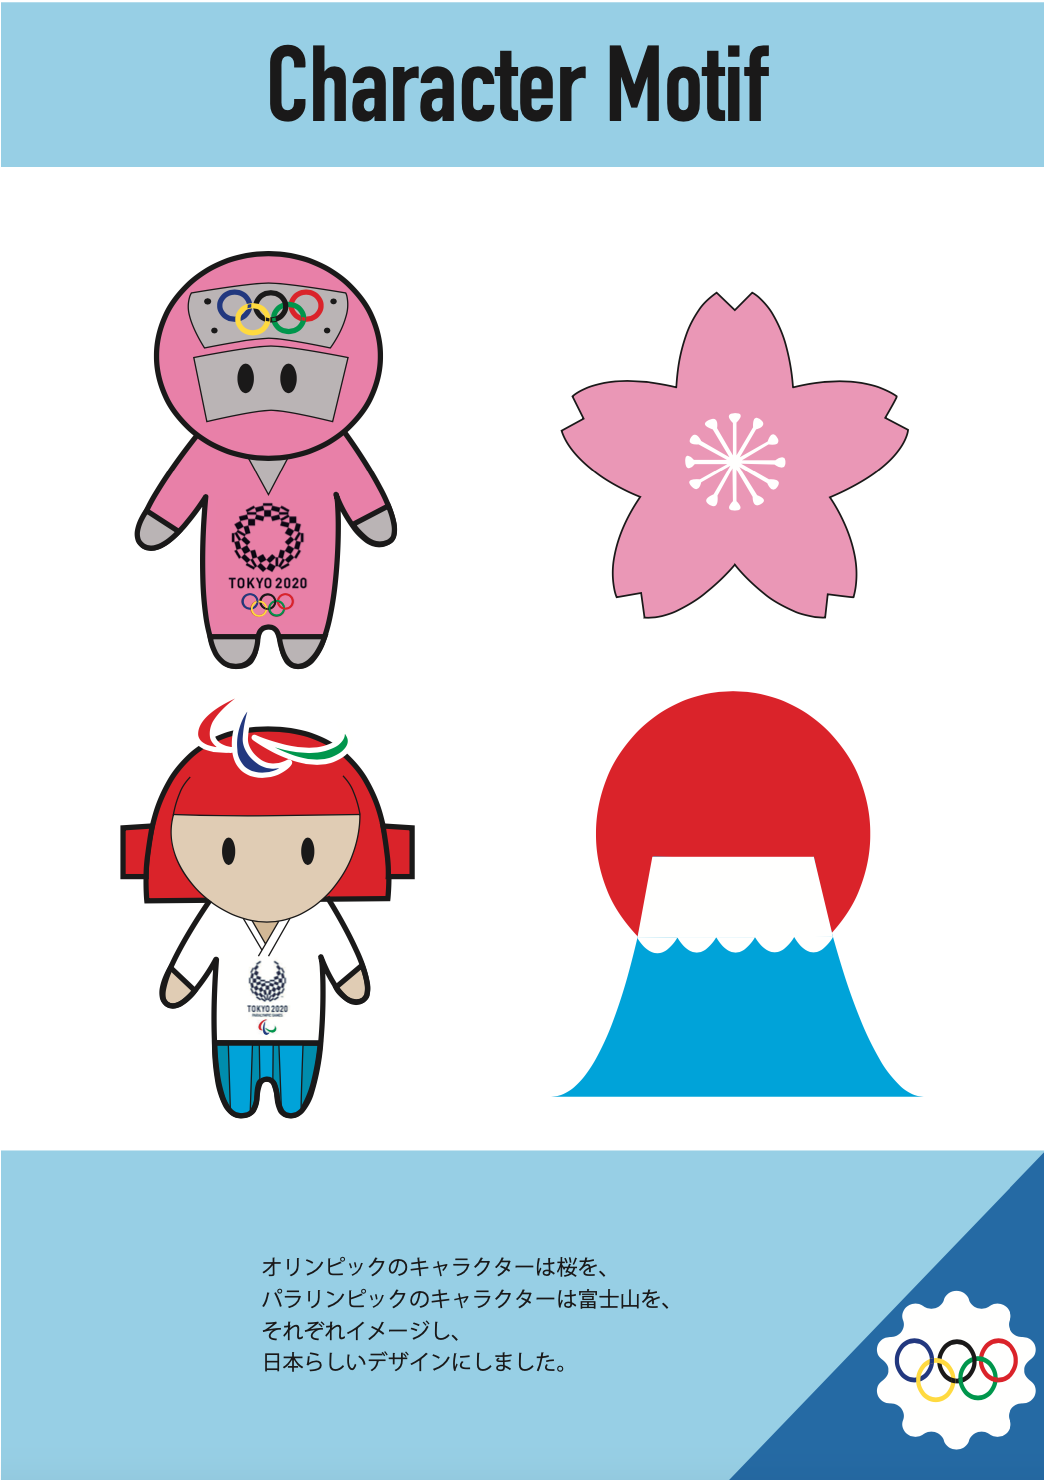 Character Motif
TOKYO 2020
TOKYO 2020
PARALYMPIC GAMES
オリンピックのキャラクターは桜を、
パラリンピックのキャラクターは富士山を、
それぞれイメージし、
日本らしいデザインにしました。